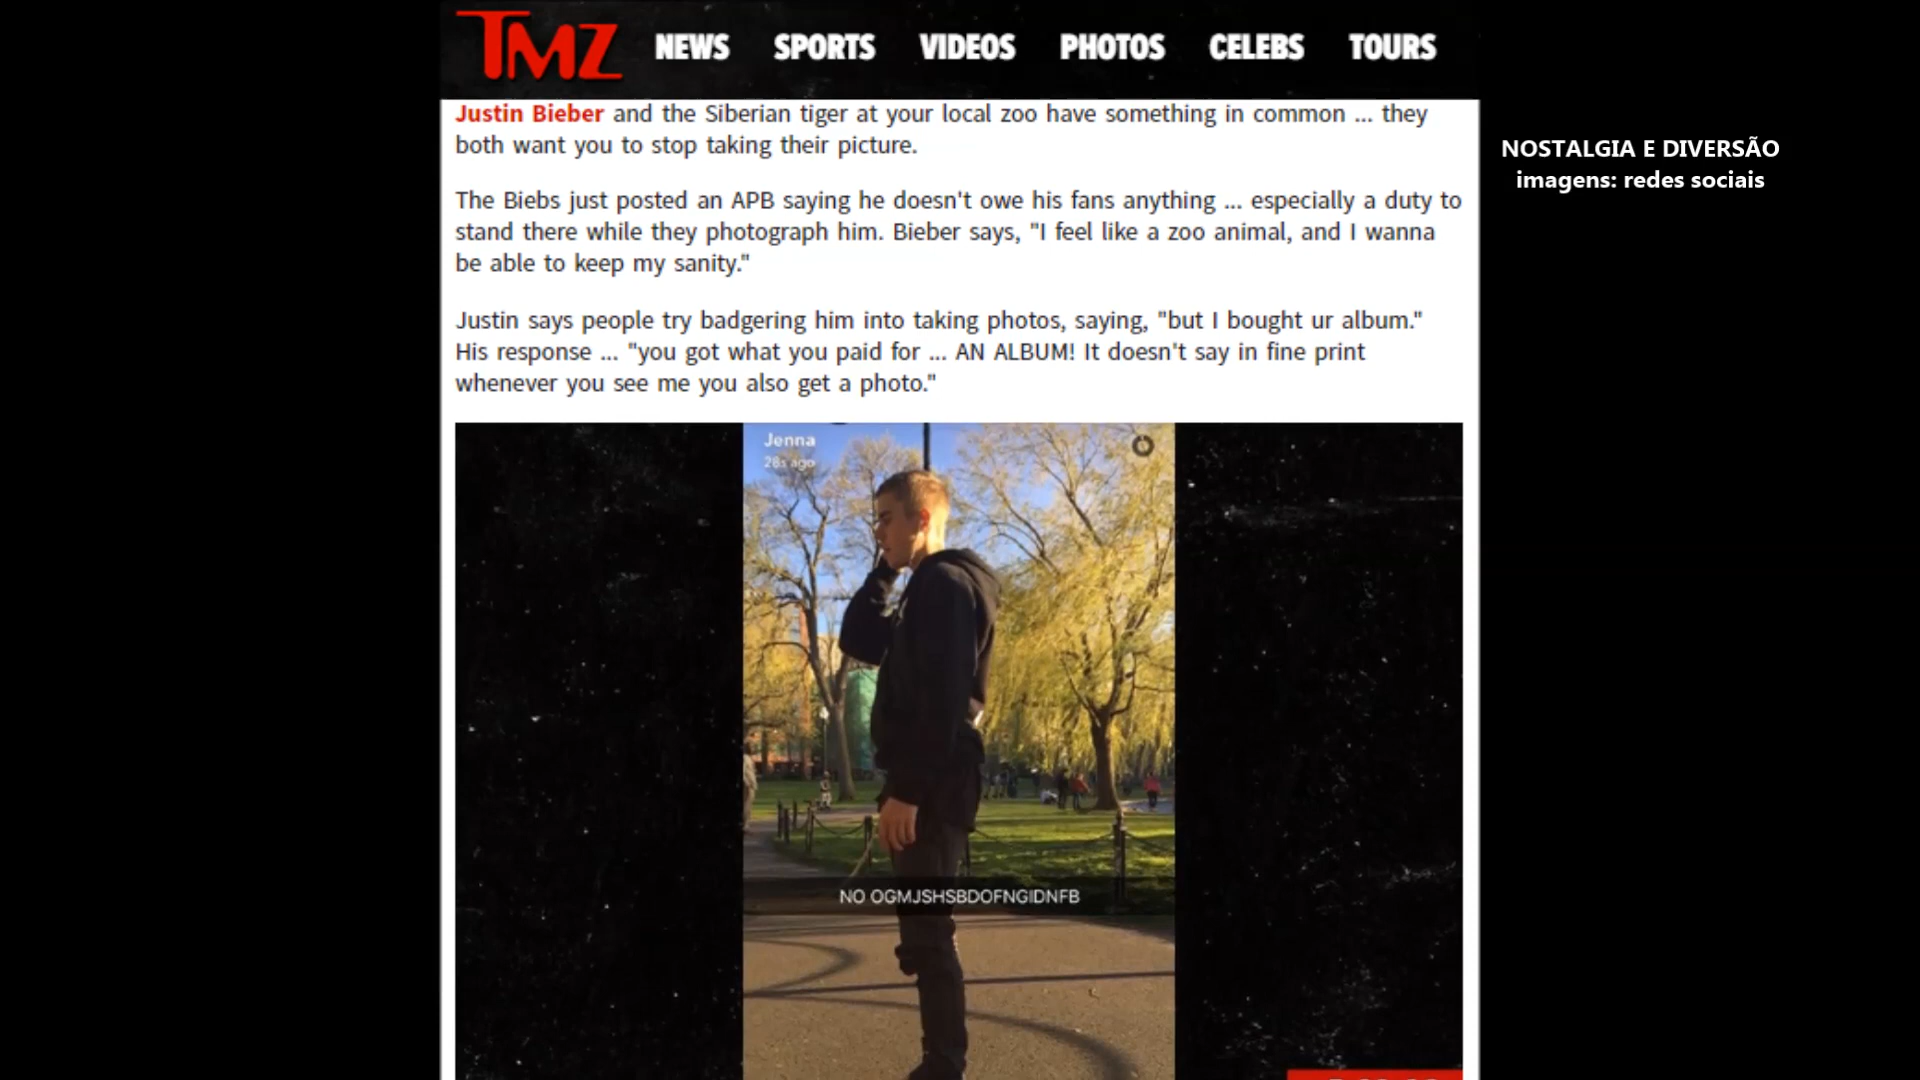 TMZ NEWS SPORTS VIDEOS PHOTOS CELEBS TOURS
Justin Bieber and the Siberian tiger at your local zoo have something in common ... they
both want you to stop taking their picture.
The Biebs just posted an APB saying he doesn't owe his fans anything ... especially a duty to
stand there while they photograph him. Bieber says, "I feel like a zoo animal, and I wanna
be able to keep my sanity."
Justin says people try badgering him into taking photos, saying, "but I bought ur album."
His response ... "you got what you paid for ... AN ALBUM! It doesn't say in fine print
whenever you see me you also get a photo."
NOSTALGIA E DIVERSÃO
imagens: redes sociais
Jenna
28s ago
NO OGMJSHSBDOFNGIDNFB